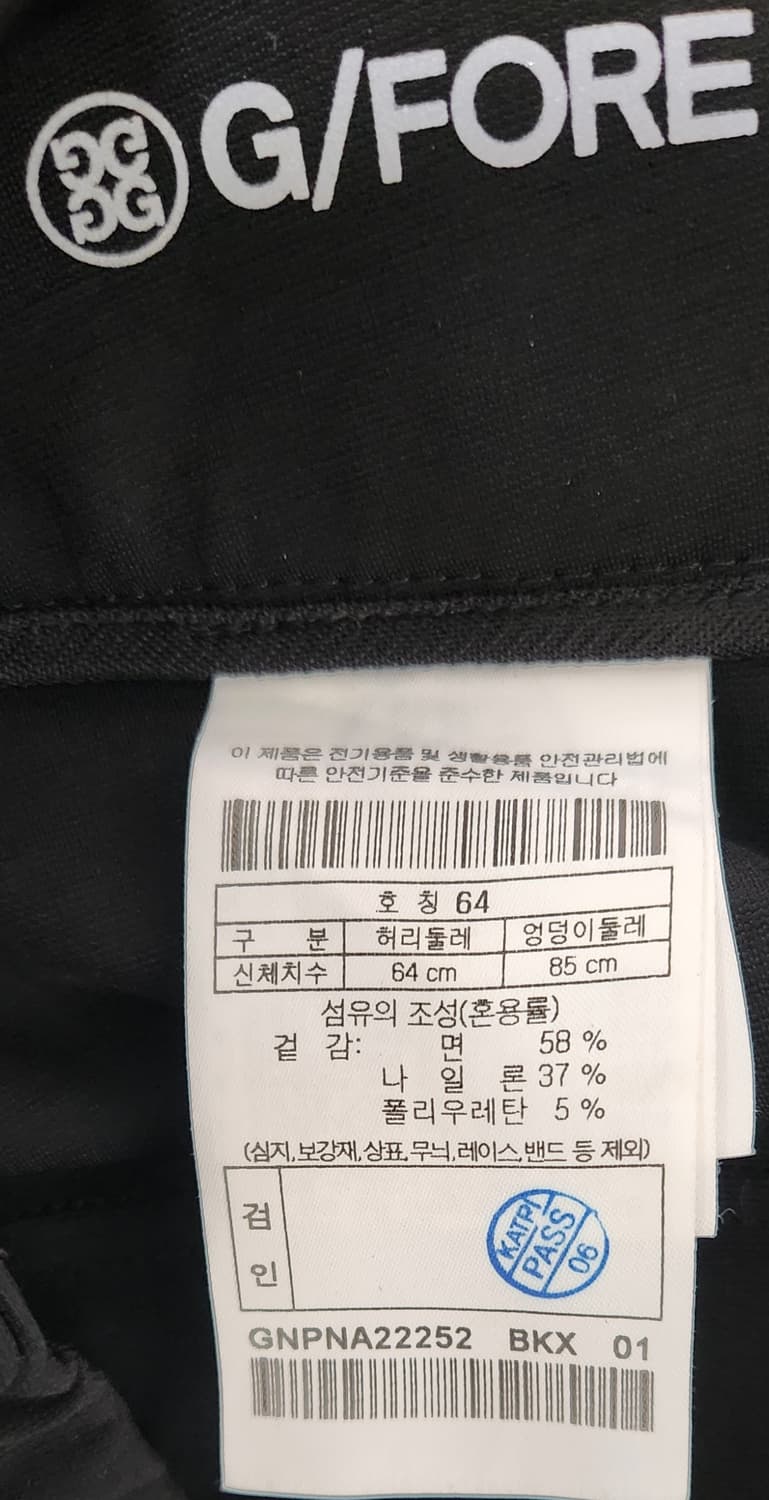 G/FORE
이 제품은 전기용품 및 생활용품 안전관리법에
따른 안전기준을 준수한 제품입니다
호 칭 64
구 분 허리둘레 엉덩이둘레
신체치수 64 cm 85 cm
섬유의 조성(혼용률)
겉 감: 면 58 %
나 일 론 37 %
폴리우레탄 5 %
(심지,보강재,상표,무늬,레이스,밴드 등 제외)
검
인
KATRI
PASS
06
GNPNA22252 BKX 01